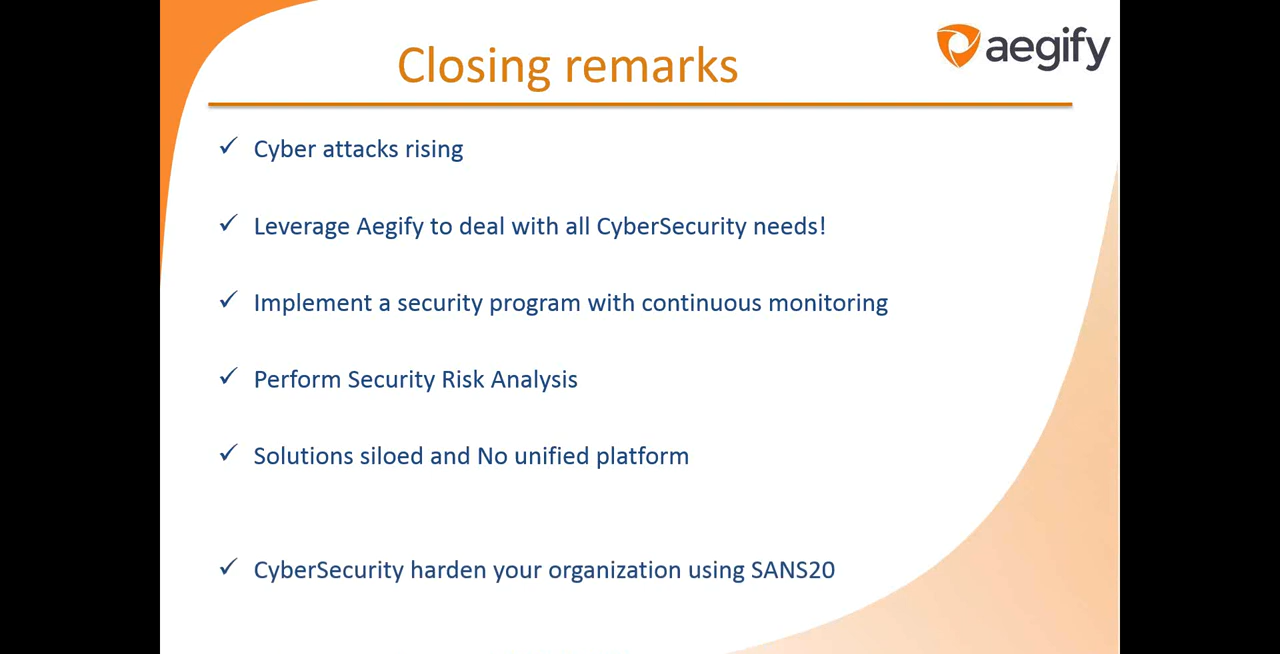 Closing remarks
aegify
Cyber attacks rising
Leverage Aegify to deal with all CyberSecurity needs!
Implement a security program with continuous monitoring
Perform Security Risk Analysis
Solutions siloed and No unified platform
CyberSecurity harden your organization using SANS20